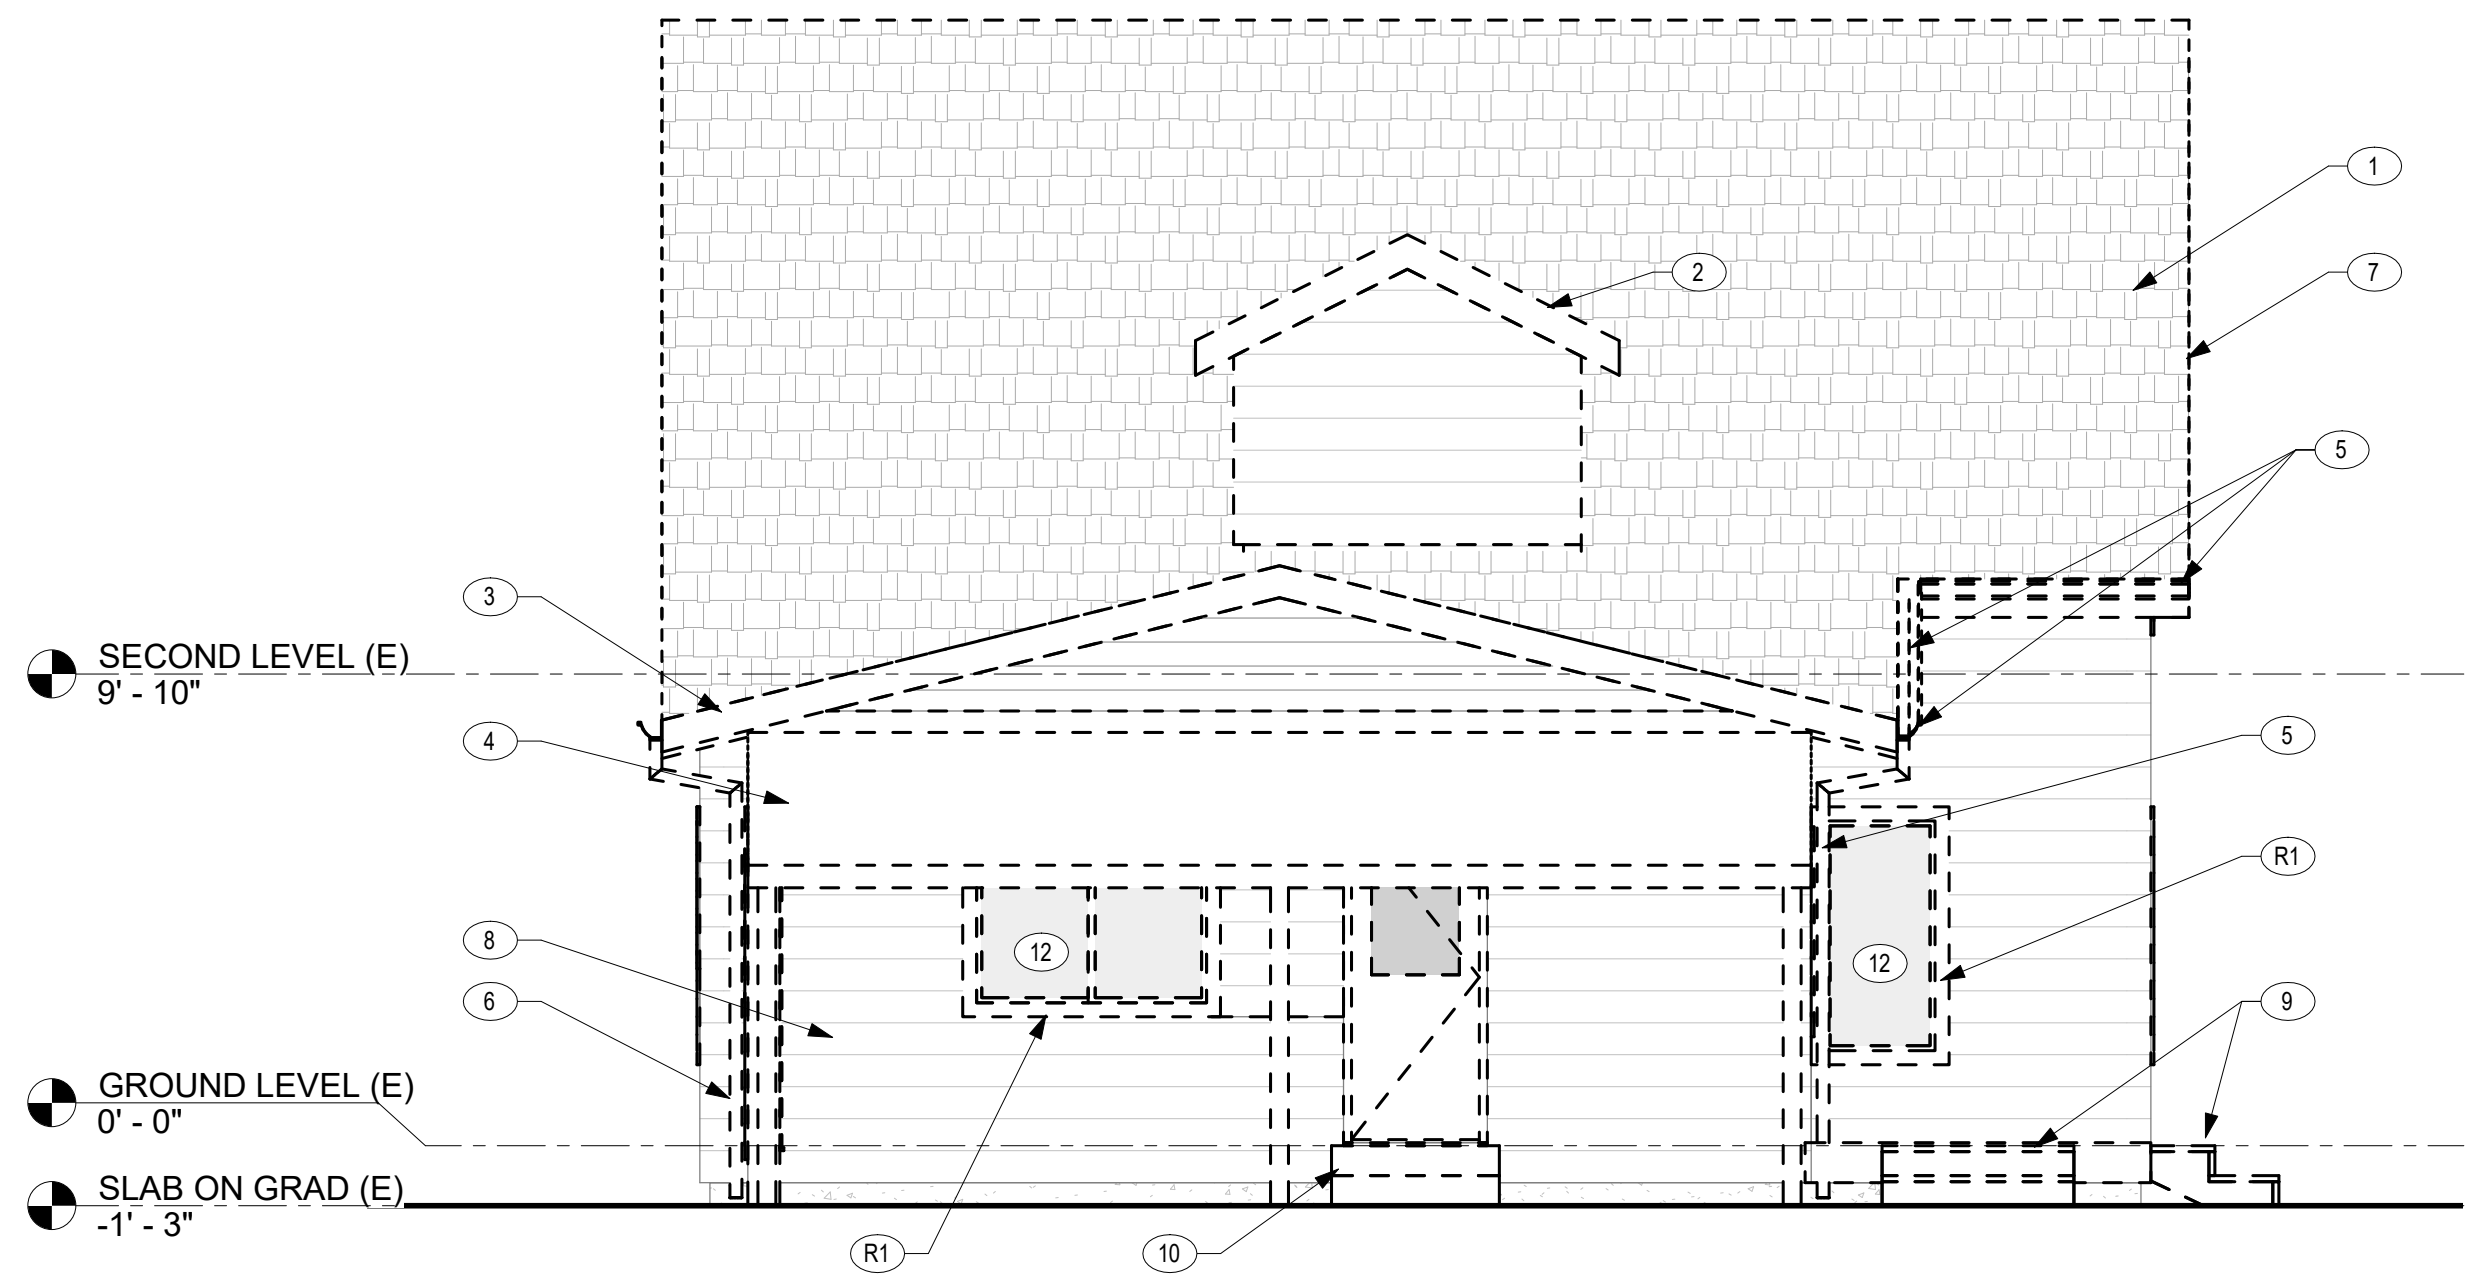 1
2
7
5
3
SECOND LEVEL (E)
9' - 10"
4
5
R1
8
12
12
6
9
GROUND LEVEL (E)
0' - 0"
SLAB ON GRAD (E)
-1' - 3"
R1
10